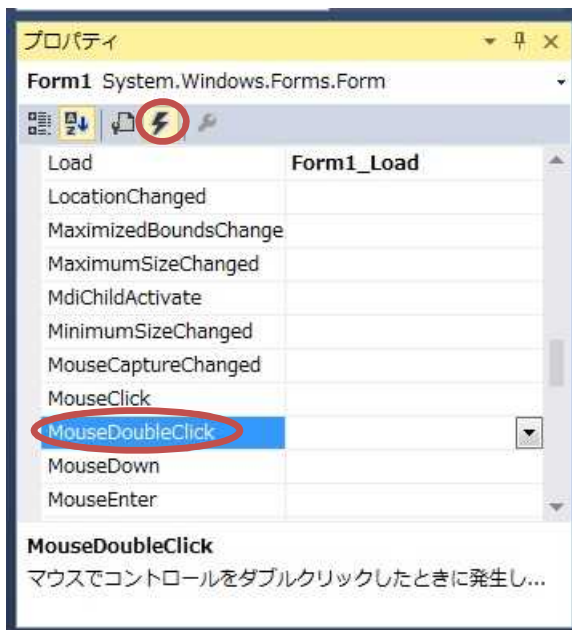 プロパティ
Form1 System.Windows.Forms.Form
Load Form1_Load
LocationChanged
MaximizedBoundsChange
MaximumSizeChanged
MdiChildActivate
MinimumSizeChanged
MouseCaptureChanged
MouseClick
MouseDoubleClick
MouseDown
MouseEnter
MouseDoubleClick
マウスでコントロールをダブルクリックしたときに発生し...